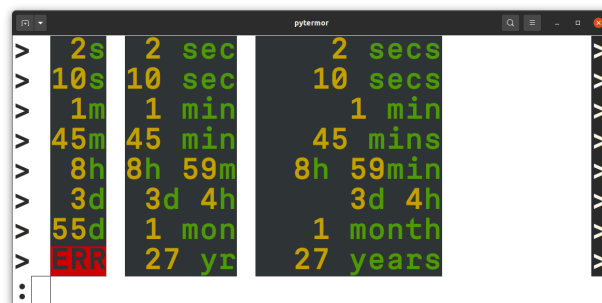 pytermor
> 2s 2 sec 2 secs >
> 10s 10 sec 10 secs >
> 1m 1 min 1 min >
> 45m 45 min 45 mins >
> 8h 8h 59m 8h 59min >
> 3d 3d 4h 3d 4h >
> 55d 1 mon 1 month >
> ERR 27 yr 27 years >
: